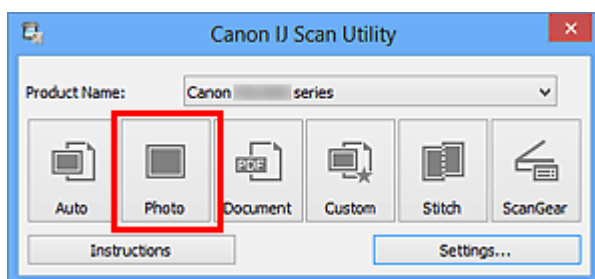 Canon IJ Scan Utility
Product Name: Canon series
PDF
Auto Photo Document Custom Stitch ScanGear
Instructions Settings...